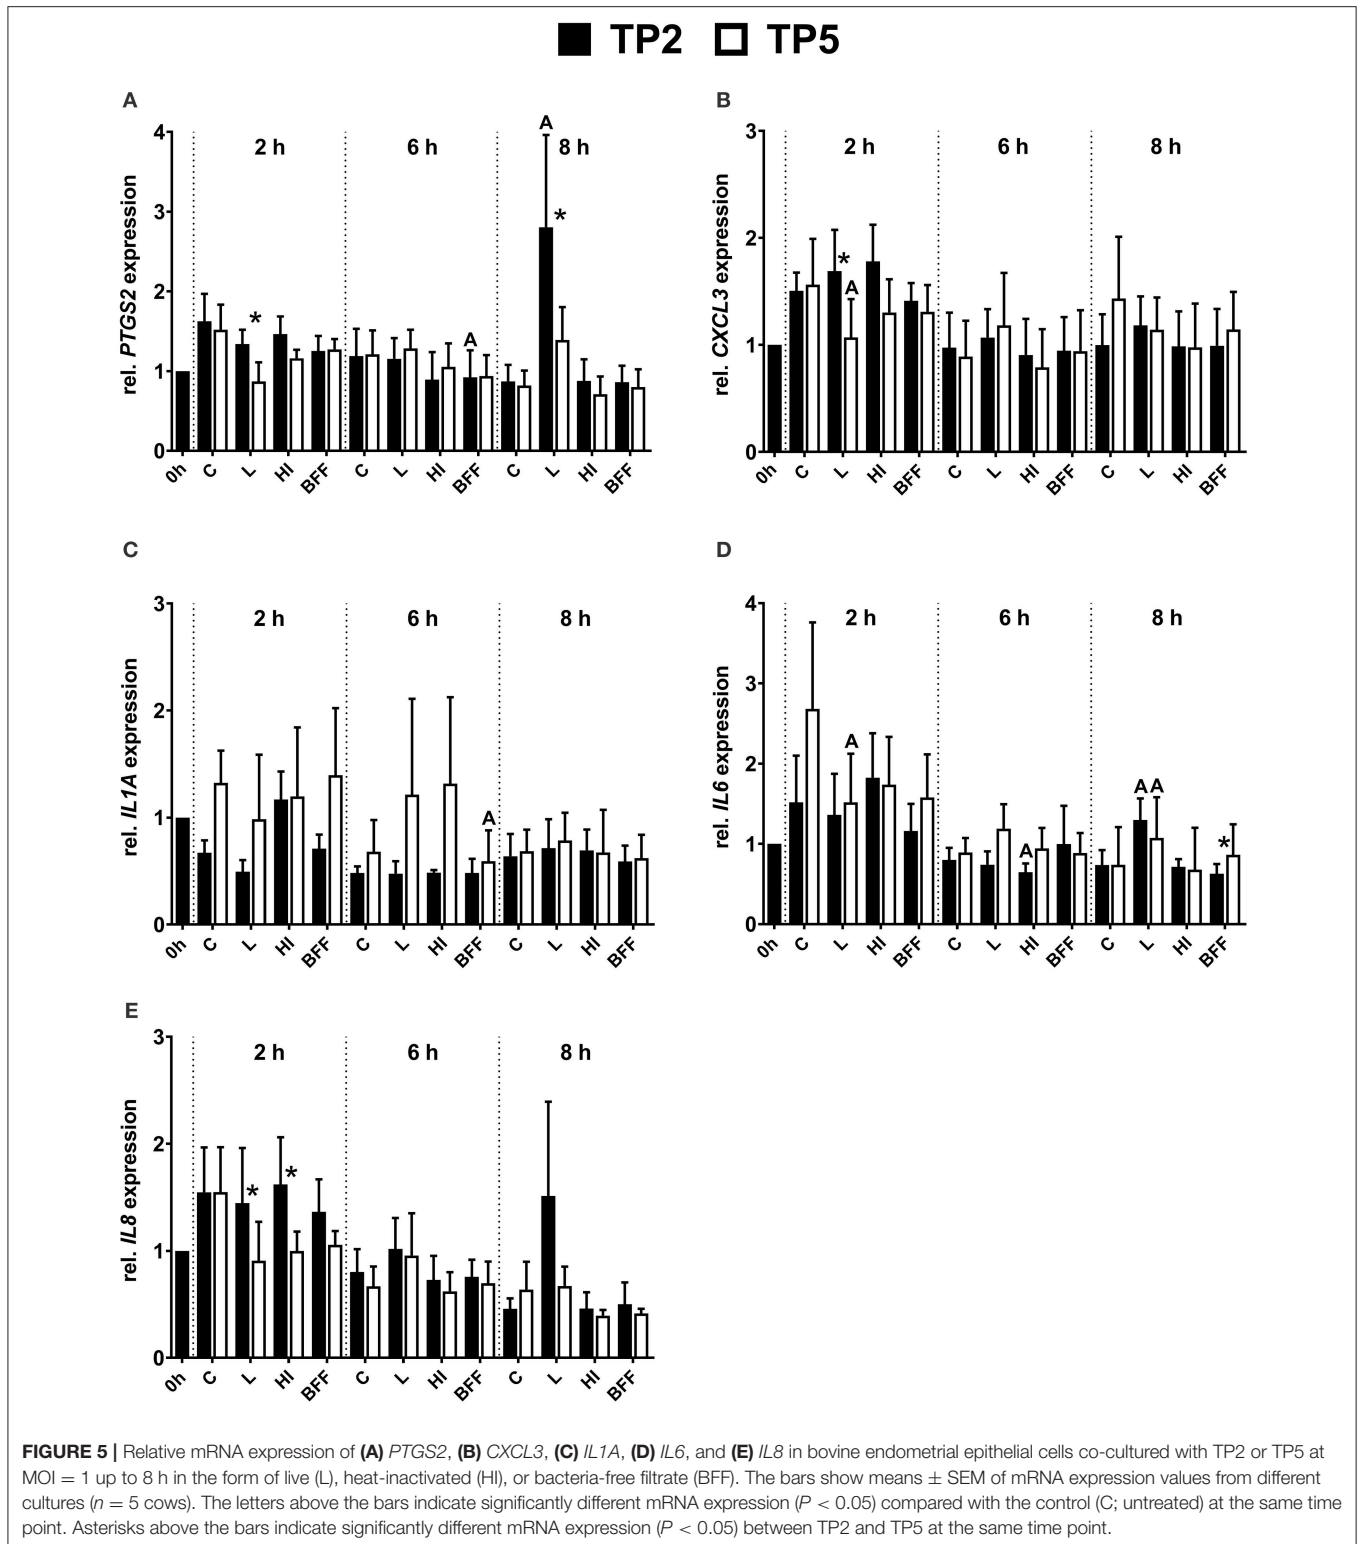 TP2 TP5
A
4
3
2
1
0
rel. PTGS2 expression
2 h 6 h 8 h
* A A *
0h C L HI BFF C L HI BFF C L HI BFF
B
3
2
1
0
rel. CXCL3 expression
2 h 6 h 8 h
* A
0h C L HI BFF C L HI BFF C L HI BFF
C
3
2
1
0
rel. IL1A expression
2 h 6 h 8 h
A
0h C L HI BFF C L HI BFF C L HI BFF
D
4
3
2
1
0
rel. IL6 expression
2 h 6 h 8 h
A A A A *
0h C L HI BFF C L HI BFF C L HI BFF
E
3
2
1
0
rel. IL8 expression
2 h 6 h 8 h
* *
0h C L HI BFF C L HI BFF C L HI BFF
FIGURE 5 | Relative mRNA expression of (A) PTGS2, (B) CXCL3, (C) IL1A, (D) IL6, and (E) IL8 in bovine endometrial epithelial cells co-cultured with TP2 or TP5 at
MOI = 1 up to 8 h in the form of live (L), heat-inactivated (HI), or bacteria-free filtrate (BFF). The bars show means ± SEM of mRNA expression values from different
cultures (n = 5 cows). The letters above the bars indicate significantly different mRNA expression (P < 0.05) compared with the control (C; untreated) at the same time
point. Asterisks above the bars indicate significantly different mRNA expression (P < 0.05) between TP2 and TP5 at the same time point.